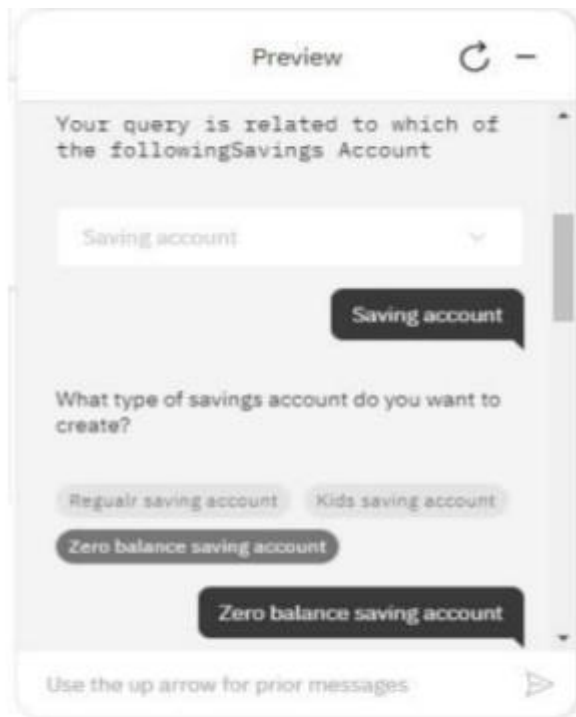 Preview
Your query is related to which of
the followingSavings Account
Saving account
Saving account
What type of savings account do you want to
create?
Regualr saving account Kids saving account
Zero balance saving account
Zero balance saving account
Use the up arrow for prior messages